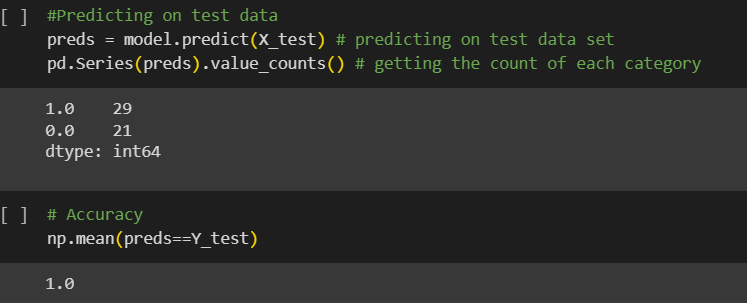 [ ] #Predicting on test data
preds = model.predict(X_test) # predicting on test data set
pd.Series(preds).value_counts() # getting the count of each category
1.0    29
0.0    21
dtype: int64
[ ] # Accuracy
np.mean(preds==Y_test)
1.0